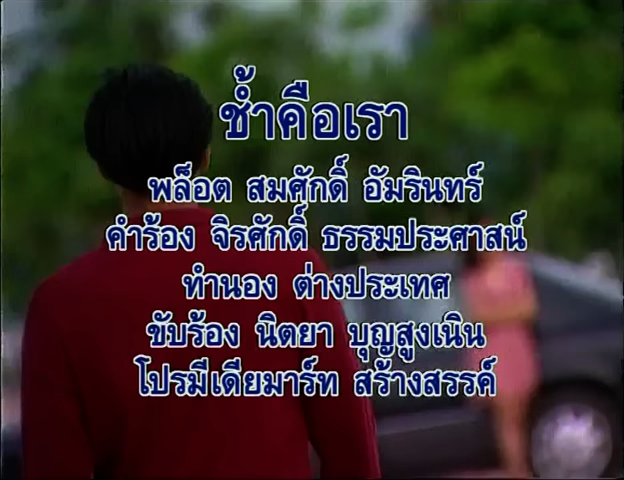 ช้ำคือเรา
พล็อต สมศักดิ์ อัมรินทร์
คำร้อง จิรศักดิ์ ธรรมประศาสน์
ทำนอง ต่างประเทศ
ขับร้อง นิตยา บุญสูงเนิน
โปรมีเดียมาร์ท สร้างสรรค์